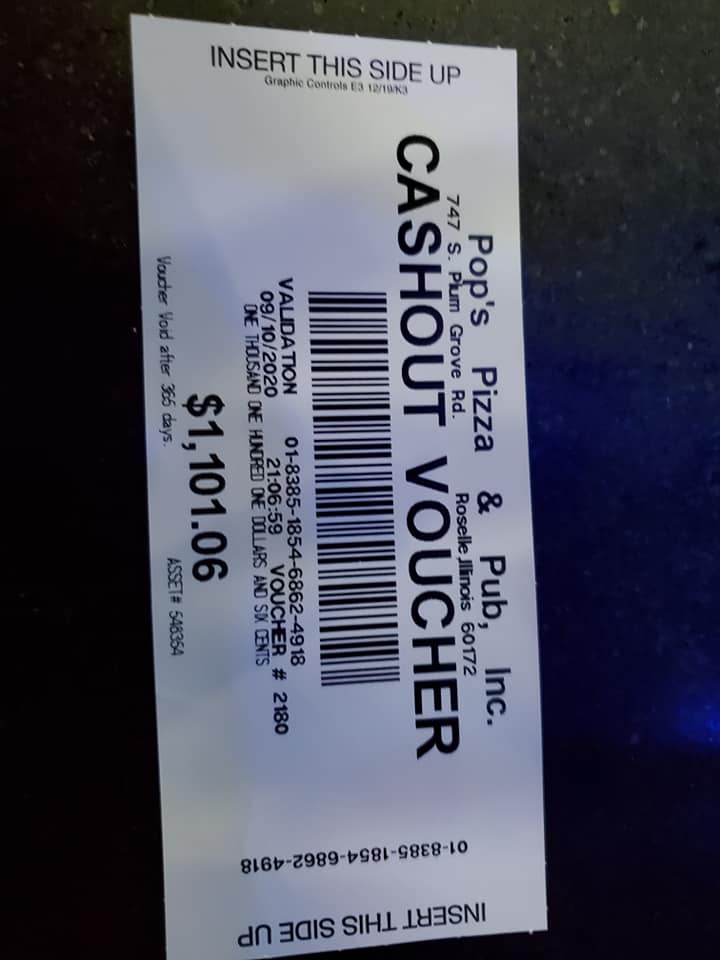 INSERT THIS SIDE UP
Graphic Controls E3 12/19/K3
Pop's Pizza & Pub, Inc.
747 S. Plum Grove Rd. Roselle,Illinois 60172
CASHOUT VOUCHER
VALIDATION 01-8385-1854-6862-4918
09/10/2020 21:06:59 VOUCHER # 2180
ONE THOUSAND ONE HUNDRED ONE DOLLARS AND SIX CENTS
$1,101.06
Voucher Void after 365 days. ASSET# 548354
01-8385-1854-6862-4918
INSERT THIS SIDE UP